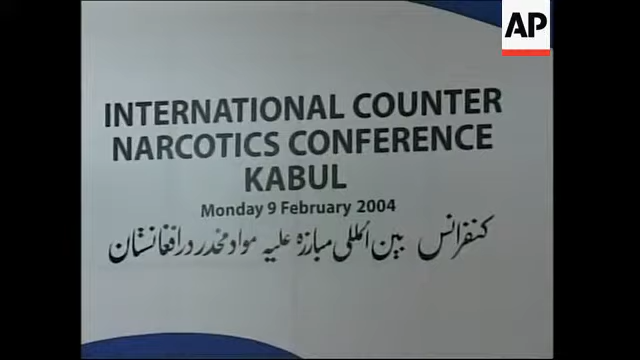 AP
INTERNATIONAL COUNTER
NARCOTICS CONFERENCE
KABUL
Monday 9 February 2004
کنفرانس بین المللی مبارزه علیه مواد مخدر در افغانستان